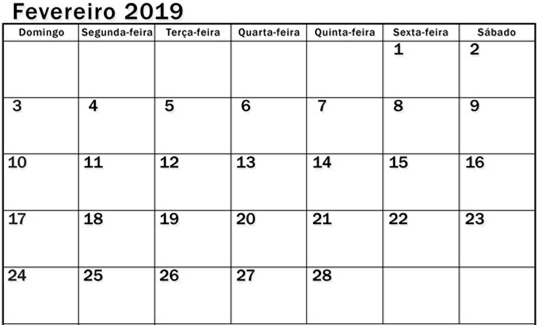 Fevereiro 2019
Domingo Segunda-feira Terça-feira Quarta-feira Quinta-feira Sexta-feira Sábado
1 2
3 4 5 6 7 8 9
10 11 12 13 14 15 16
17 18 19 20 21 22 23
24 25 26 27 28